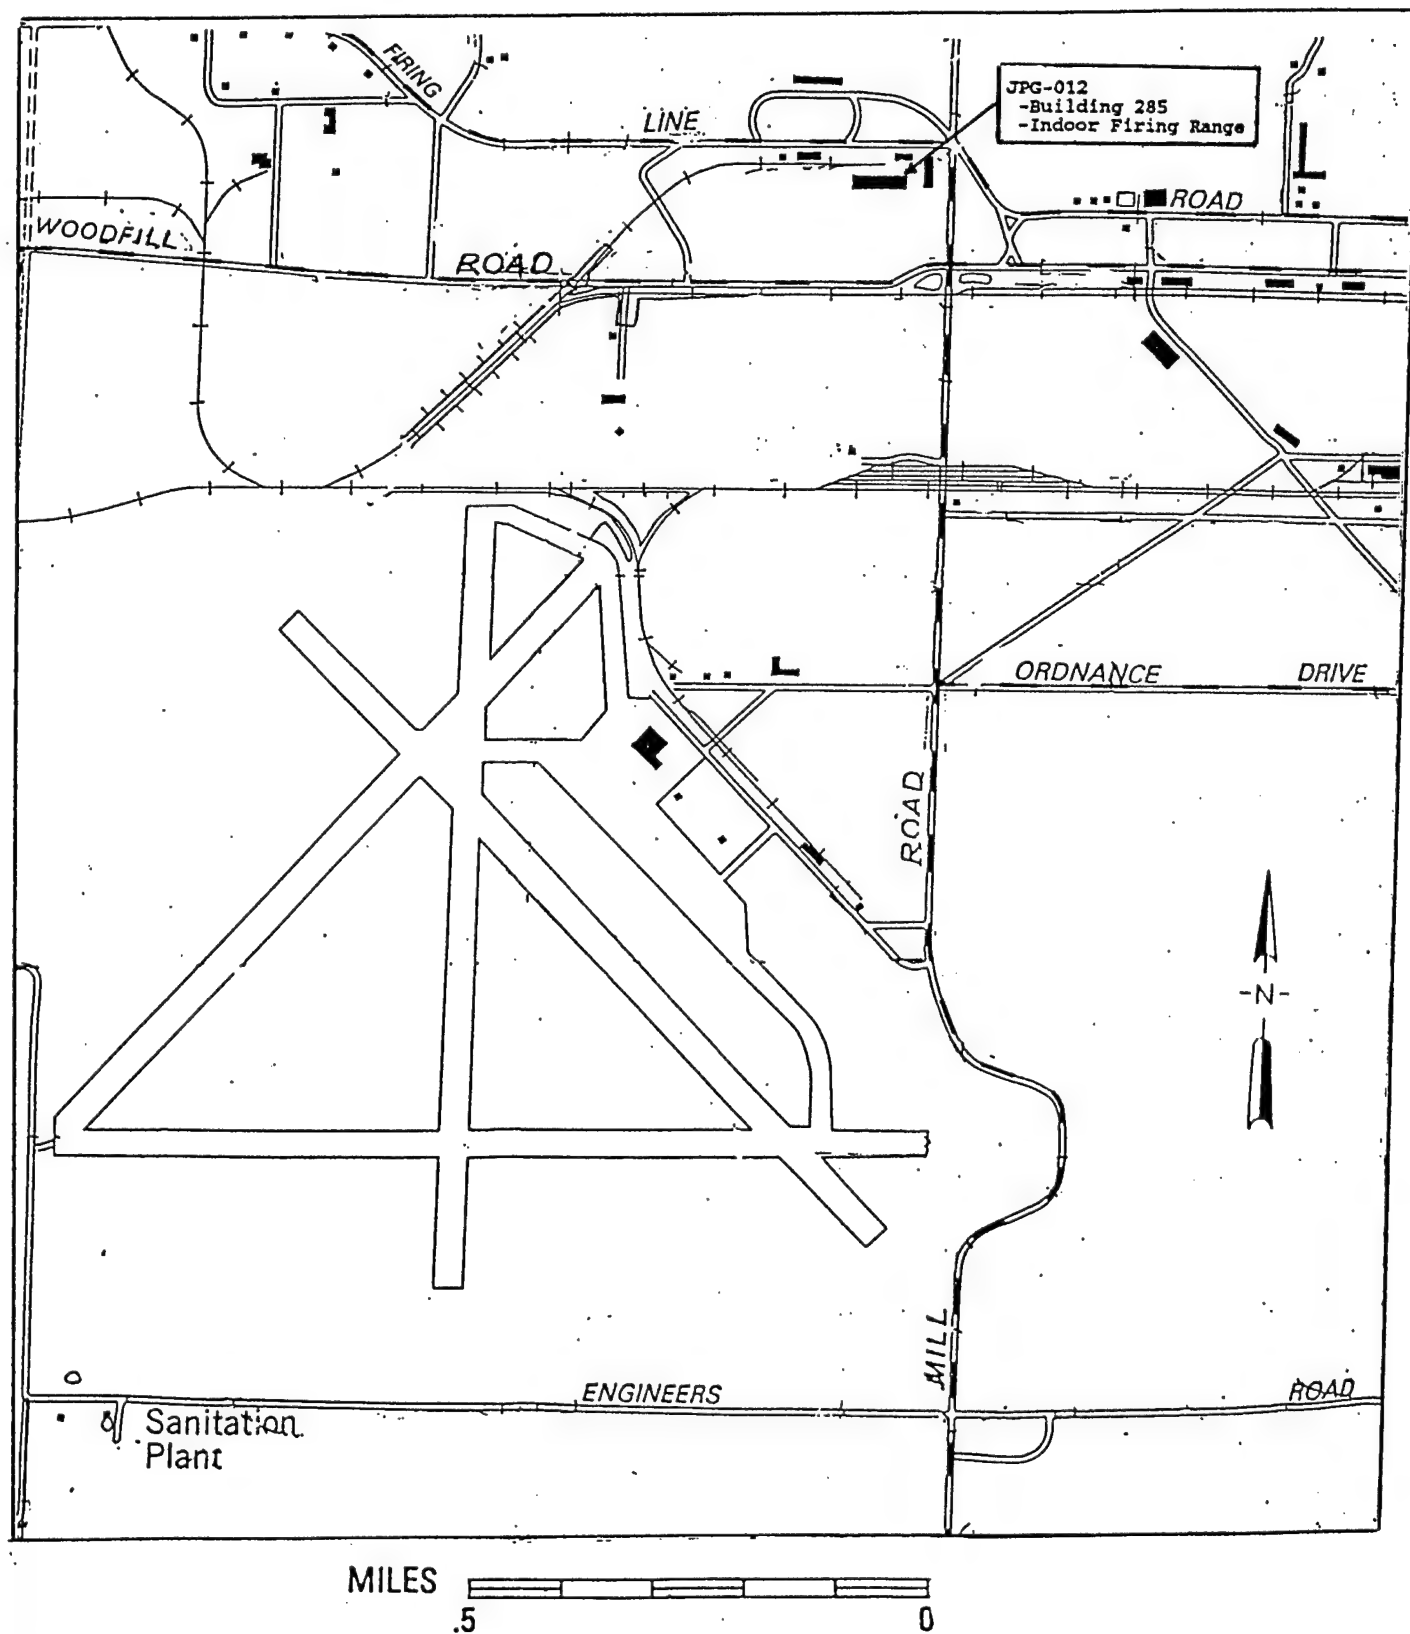 FIRING
LINE
JPG-012
-Building 285
-Indoor Firing Range
ROAD
WOODFILL
ROAD
ORDNANCE DRIVE
ROAD
-N-
MILL
ENGINEERS
ROAD
Sanitation
Plant
MILES
.5 0